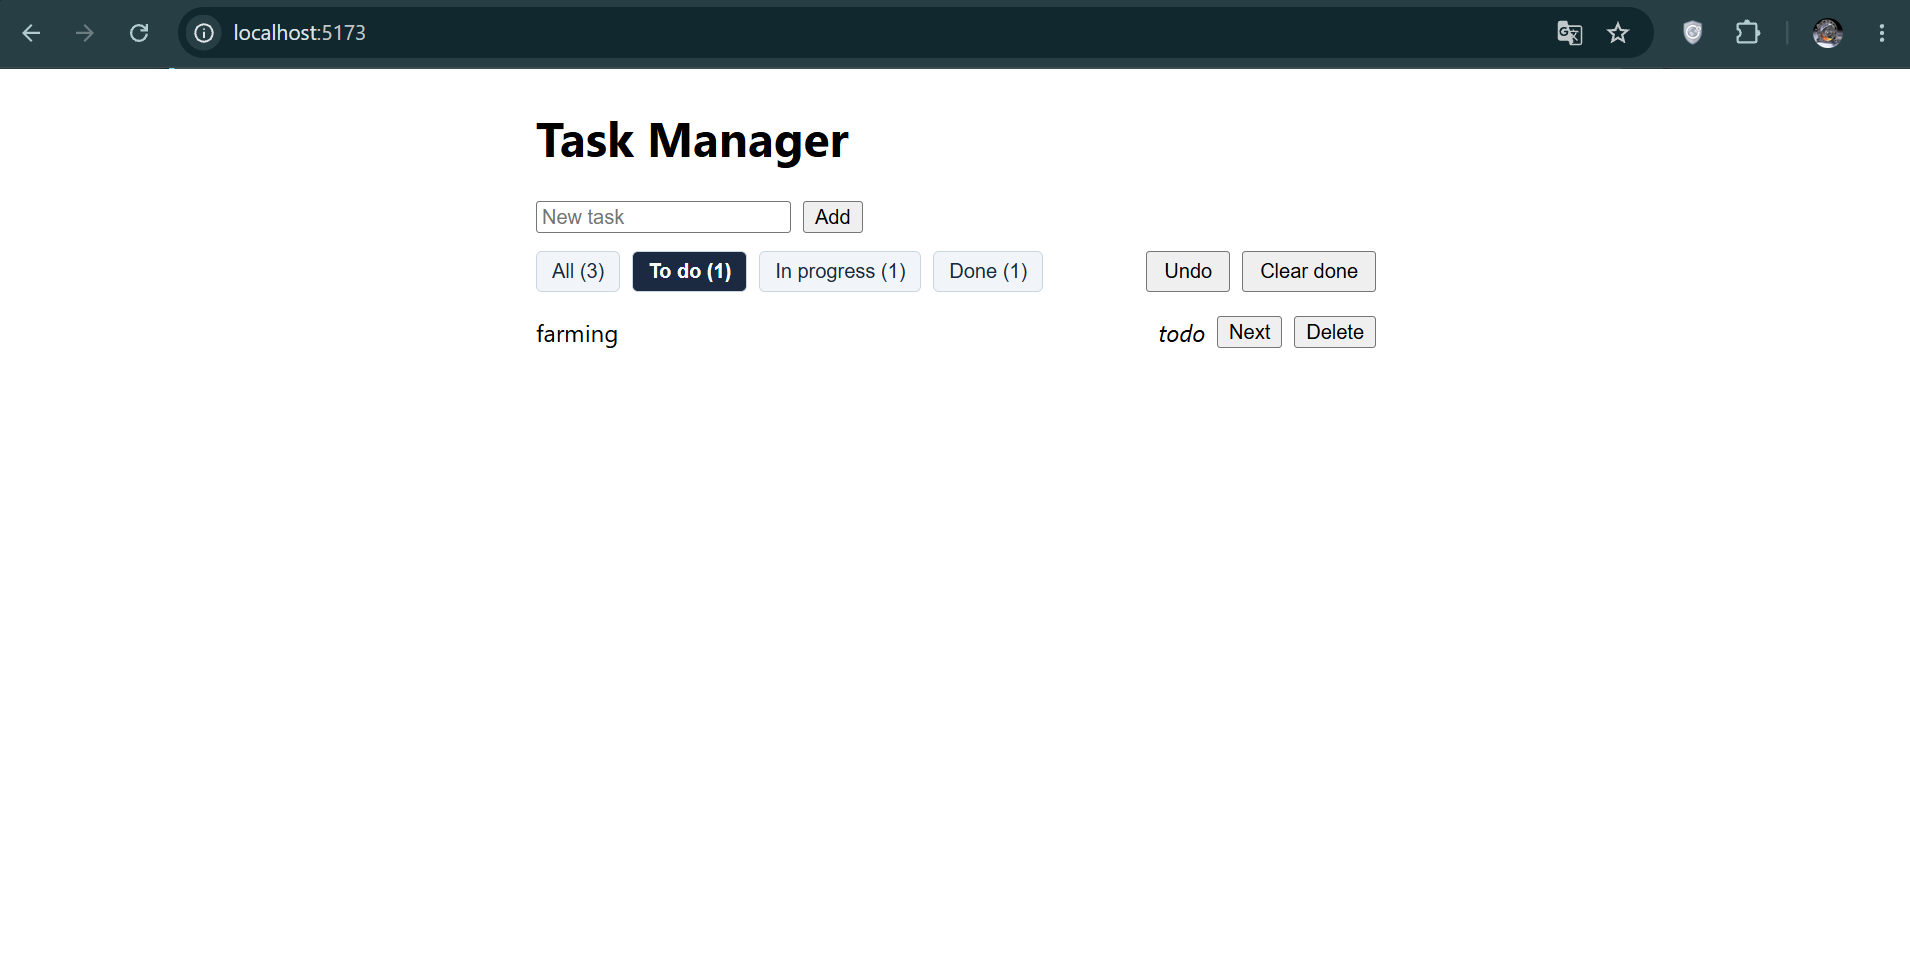 localhost:5173
Task Manager
New task Add
All (3) To do (1) In progress (1) Done (1) Undo Clear done
farming todo Next Delete